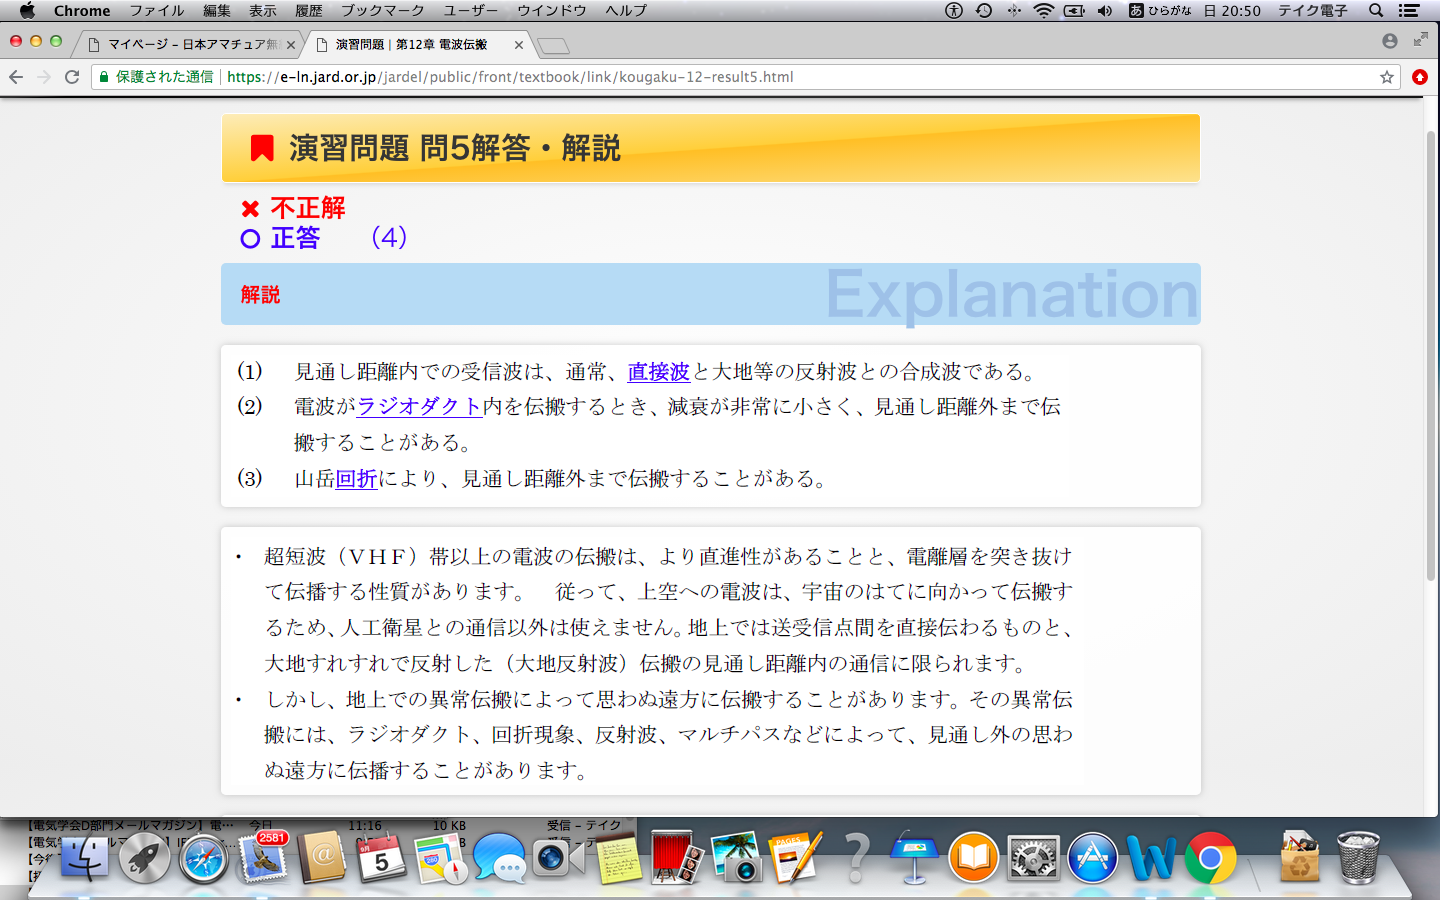 Chrome ファイル 編集 表示 履歴 ブックマーク ユーザー ウインドウ ヘルプ あ ひらがな 日 20:50 テイク電子
マイページ – 日本アマチュア無 演習問題 | 第12章 電波伝搬
保護された通信 https://e-ln.jard.or.jp/jardel/public/front/textbook/link/kougaku-12-result5.html
演習問題 問5解答・解説
不正解
正答 （4）
解説 Explanation
(1) 見通し距離内での受信波は、通常、直接波と大地等の反射波との合成波である。
(2) 電波がラジオダクト内を伝搬するとき、減衰が非常に小さく、見通し距離外まで伝
搬することがある。
(3) 山岳回折により、見通し距離外まで伝搬することがある。
・ 超短波（ＶＨＦ）帯以上の電波の伝搬は、より直進性があることと、電離層を突き抜け
て伝播する性質があります。　従って、上空への電波は、宇宙のはてに向かって伝搬す
るため、人工衛星との通信以外は使えません。地上では送受信点間を直接伝わるものと、
大地すれすれで反射した（大地反射波）伝搬の見通し距離内の通信に限られます。
・ しかし、地上での異常伝搬によって思わぬ遠方に伝搬することがあります。その異常伝
搬には、ラジオダクト、回折現象、反射波、マルチパスなどによって、見通し外の思わ
ぬ遠方に伝播することがあります。
【電気学会D部門メールマガジン】電… 今日 11:16 10 KB 受信 – テイク
2581
9月
5
PAGES